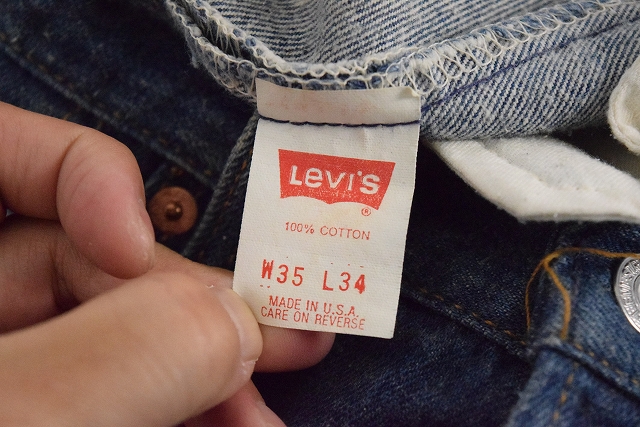 Levi's
®
100% COTTON
W35 L34
MADE IN U.S.A.
CARE ON REVERSE